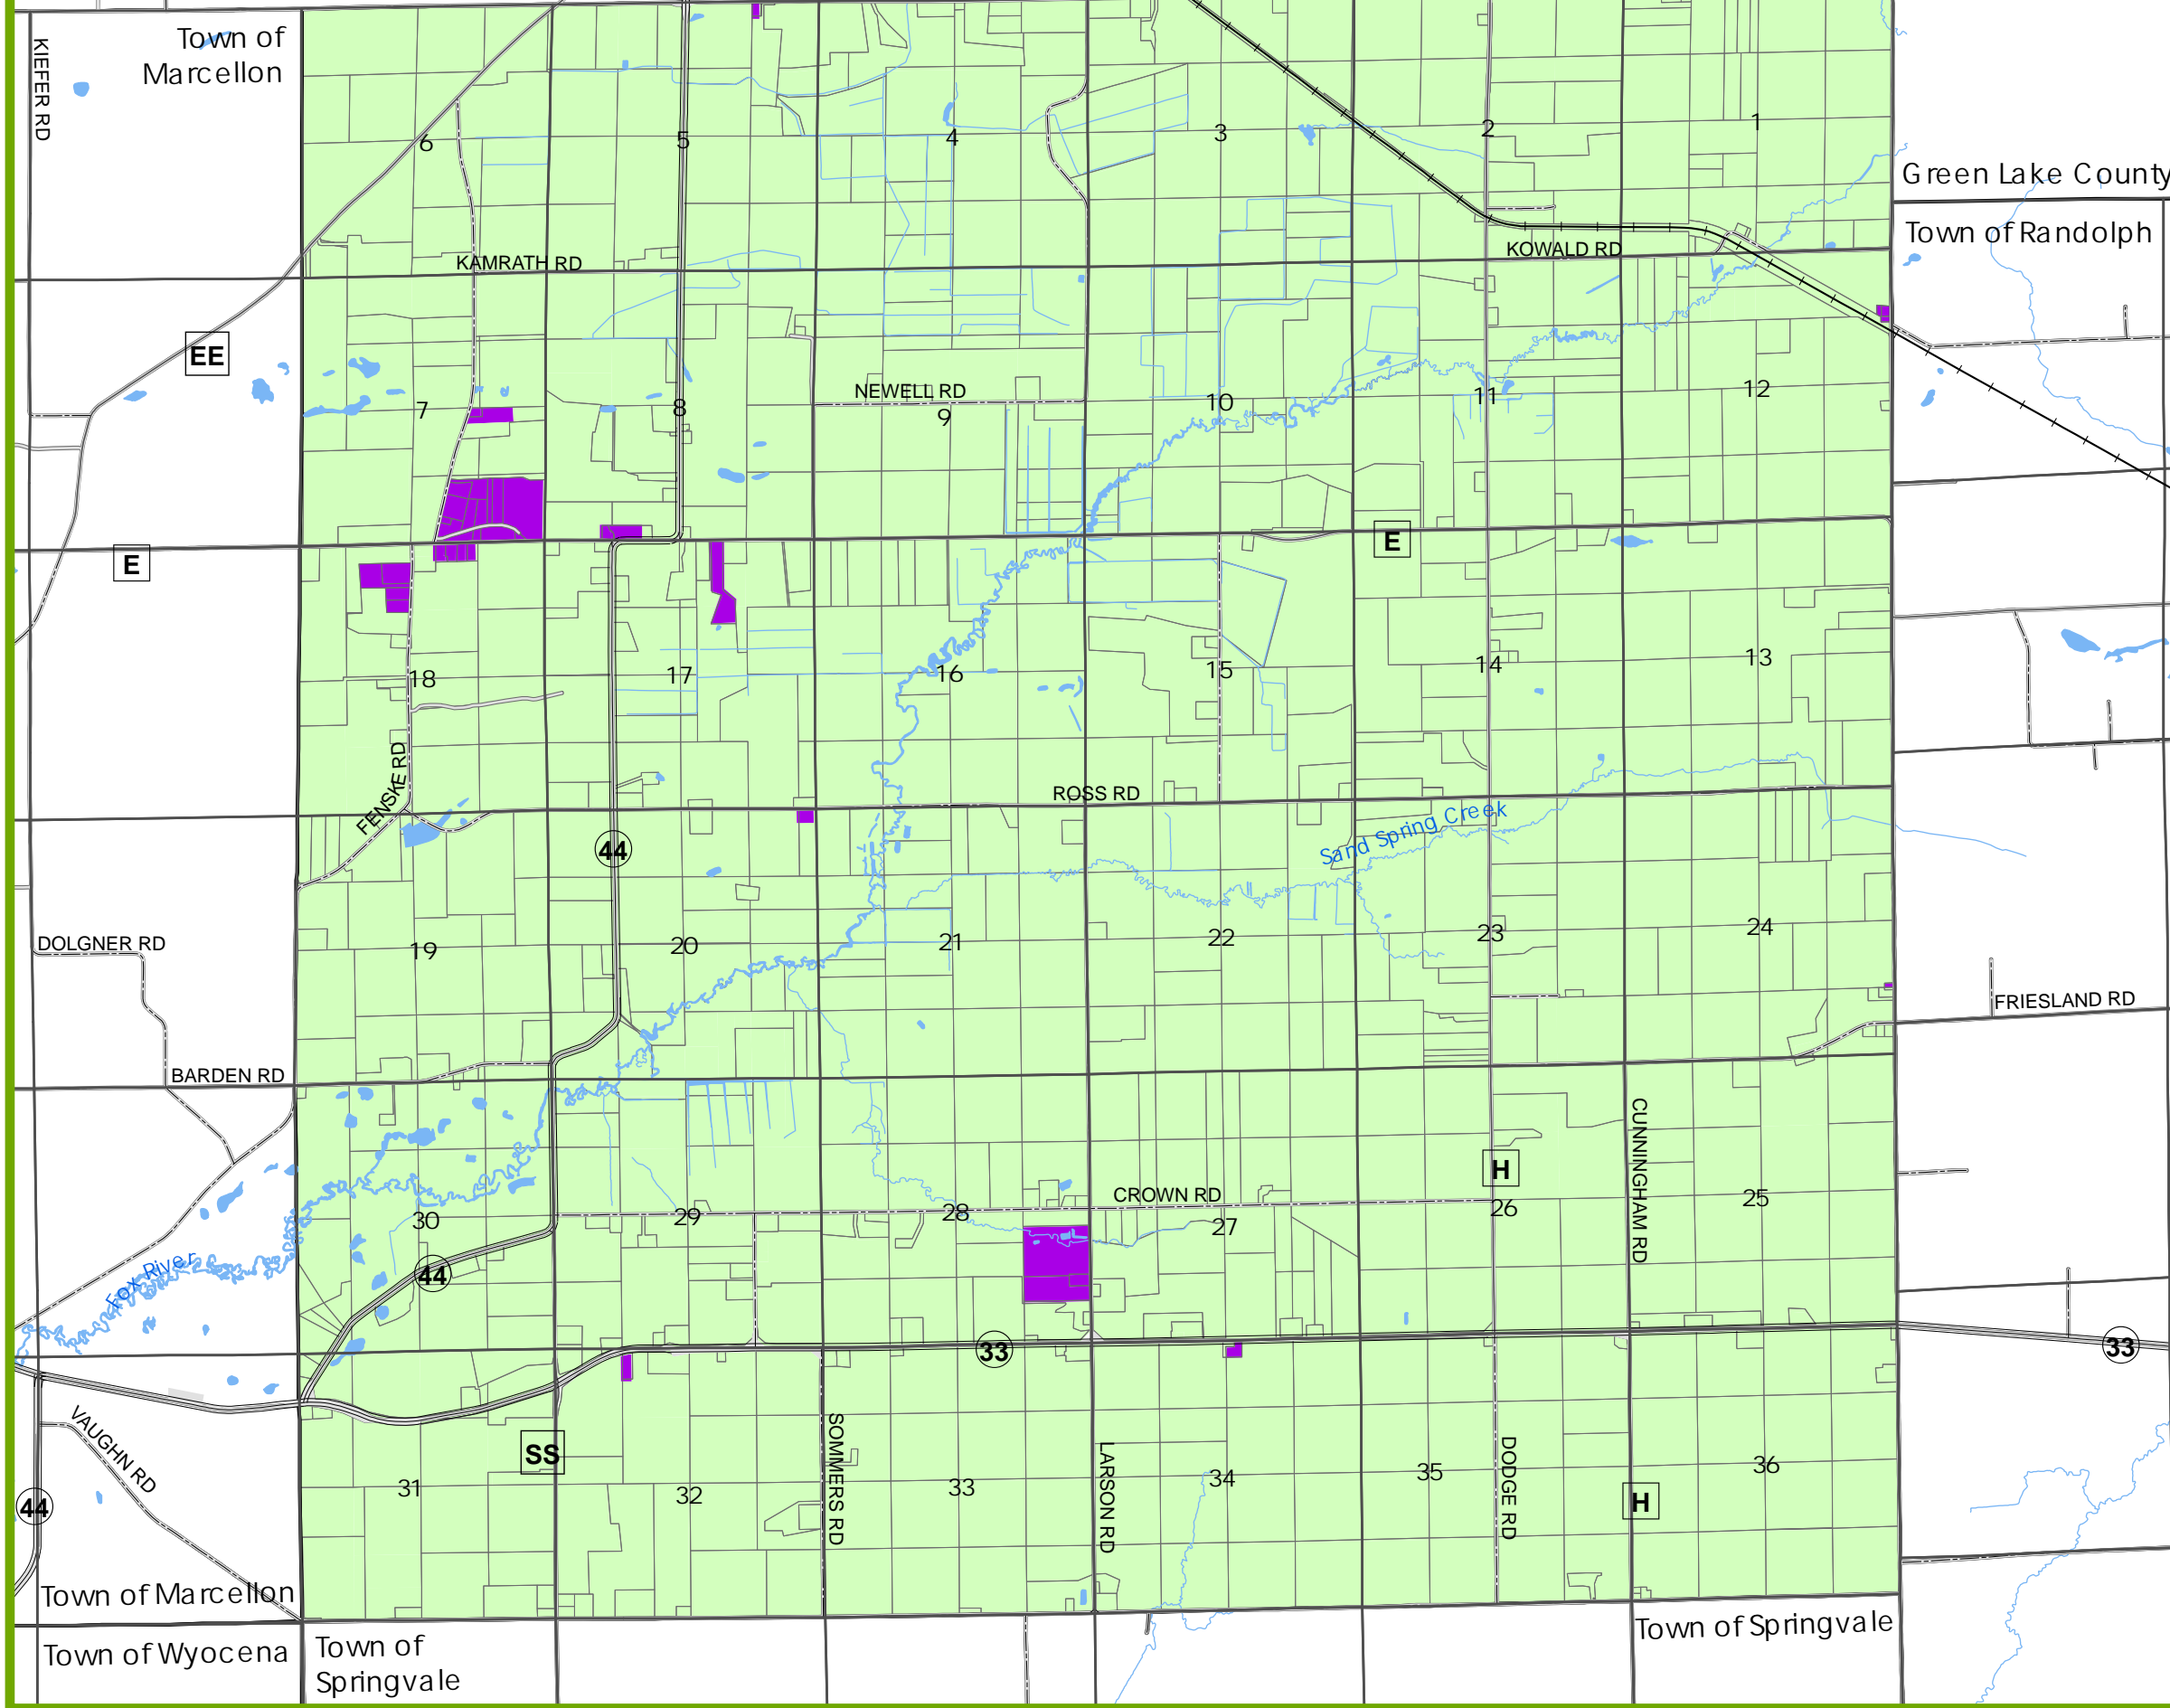 Town of
Marcellon
KIEFER RD
6
5
4
3
2
1
Green Lake County
Town of Randolph
KAMRATH RD
KOWALD RD
EE
7
8
NEWELL RD
9
10
11
12
E
E
18
17
16
15
14
13
FENSKE RD
ROSS RD
Sand Spring Creek
44
DOLGNER RD
19
20
21
22
23
24
FRIESLAND RD
BARDEN RD
CUNNINGHAM RD
H
CROWN RD
30
29
28
27
26
25
Fox River
44
33
33
VAUGHN RD
SS
SOMMERS RD
LARSON RD
DODGE RD
31
32
33
34
35
36
H
44
Town of Marcellon
Town of Wyocena
Town of
Springvale
Town of Springvale